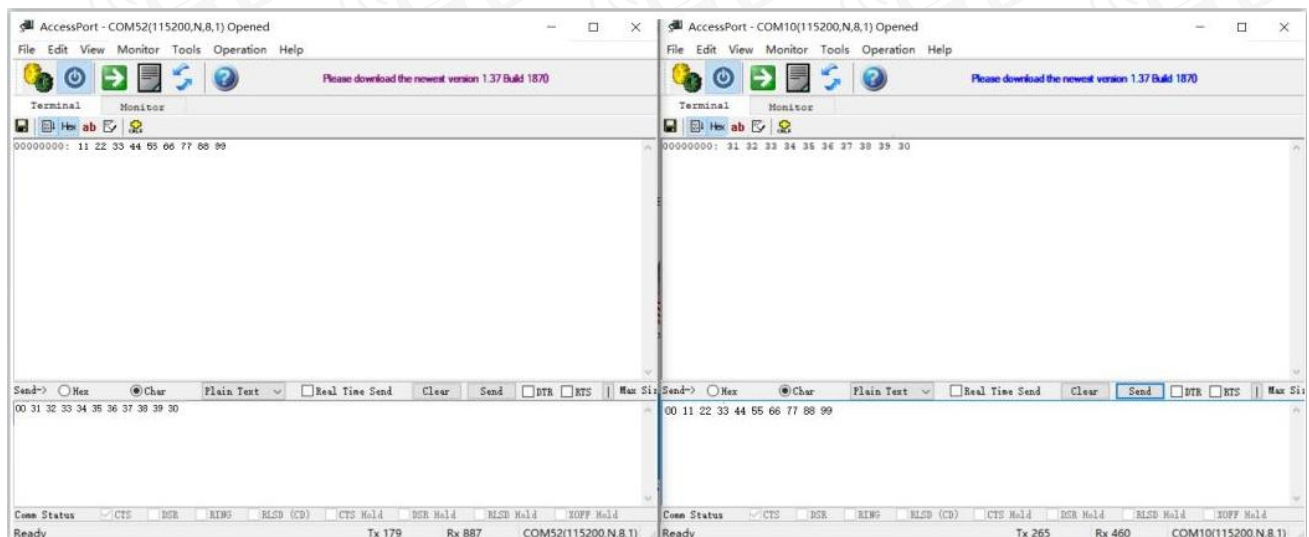 AccessPort - COM52(115200,N,8,1) Opened
File Edit View Monitor Tools Operation Help
Please download the newest version 1.37 Build 1870
Terminal Monitor
Hex ab
00000000: 11 22 33 44 55 66 77 88 99
Send-> Hex Char Plain Text Real Time Send Clear Send DTR RTS | Max Si
00 31 32 33 34 35 36 37 38 39 30
Comm Status CTS DSR RING RLSD (CD) CTS Hold DSR Hold RLSD Hold XOFF Hold
Ready Tx 179 Rx 887 COM52(115200,N,8,1)
AccessPort - COM10(115200,N,8,1) Opened
File Edit View Monitor Tools Operation Help
Please download the newest version 1.37 Build 1870
Terminal Monitor
Hex ab
00000000: 31 32 33 34 35 36 37 38 39 30
Send-> Hex Char Plain Text Real Time Send Clear Send DTR RTS | Max Si
00 11 22 33 44 55 66 77 88 99
Comm Status CTS DSR RING RLSD (CD) CTS Hold DSR Hold RLSD Hold XOFF Hold
Ready Tx 265 Rx 460 COM10(115200,N,8,1)